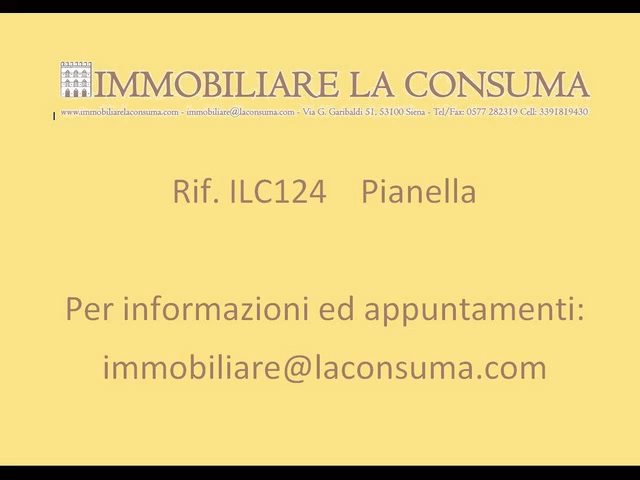 IMMOBILIARE LA CONSUMA
www.immobiliarelaconsuma.com - immobiliare@laconsuma.com - Via G. Garibaldi 51, 53100 Siena - Tel/Fax: 0577 282319 Cell: 3391819430
Rif. ILC124 Pianella
Per informazioni ed appuntamenti:
immobiliare@laconsuma.com